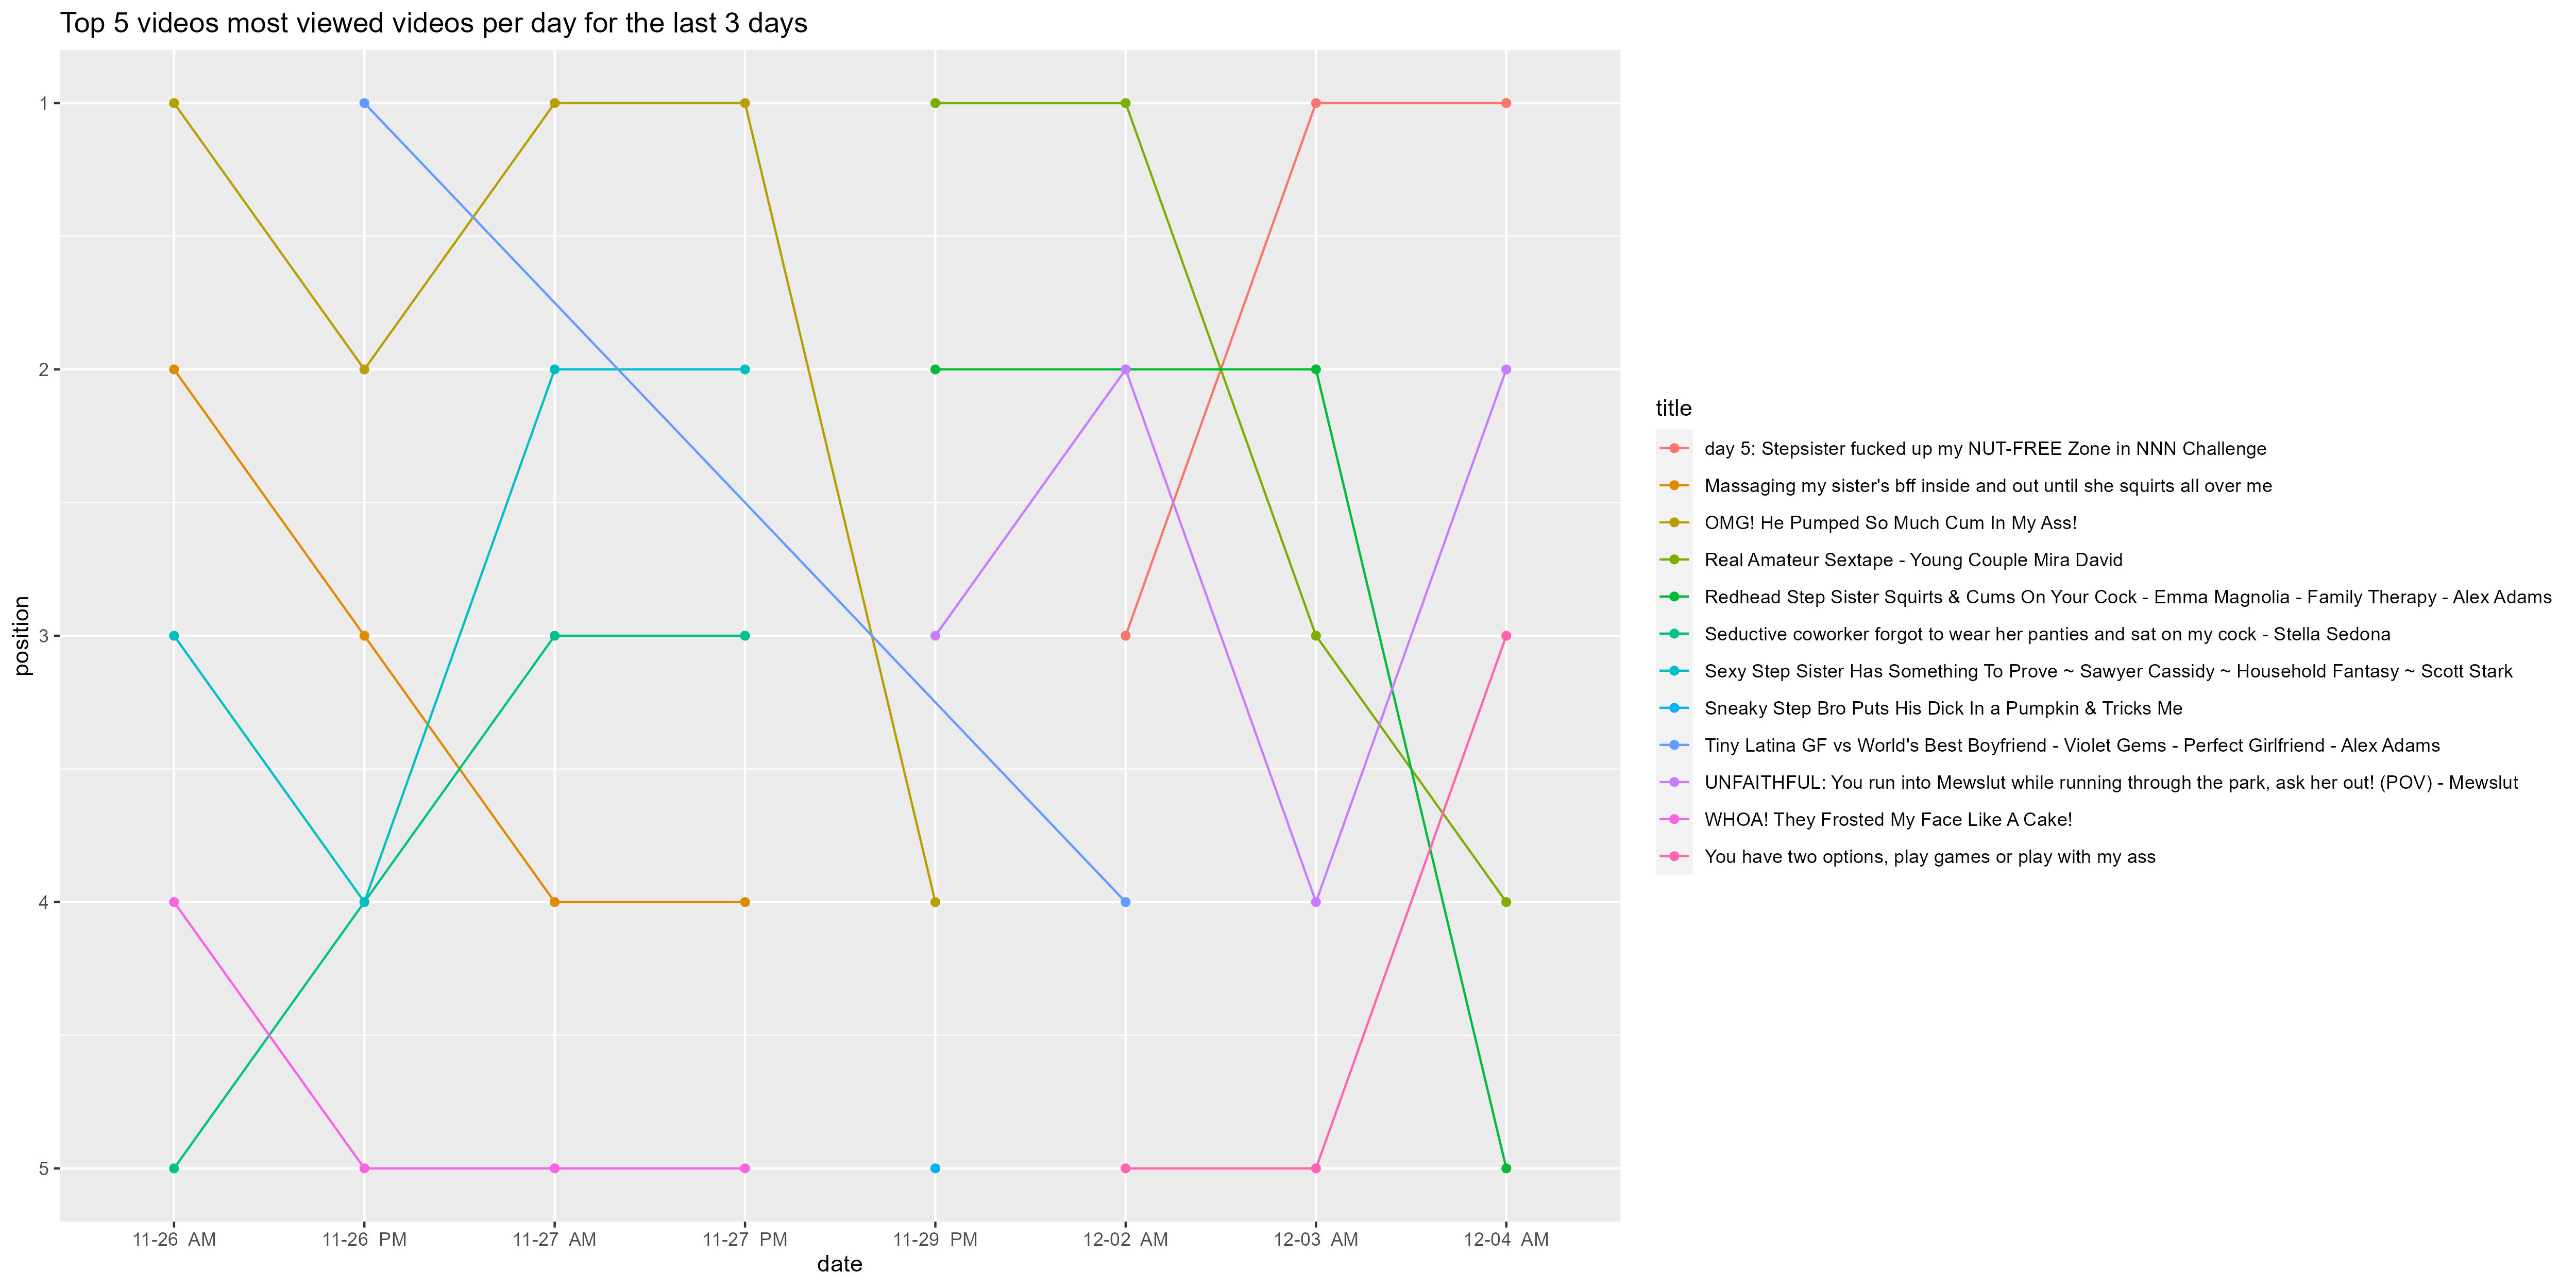 Top 5 videos most viewed videos per day for the last 3 days
position
1
2
3
4
5
11-26 AM
11-26 PM
11-27 AM
11-27 PM
11-29 PM
12-02 AM
12-03 AM
12-04 AM
date
title
day 5: Stepsister fucked up my NUT-FREE Zone in NNN Challenge
Massaging my sister's bff inside and out until she squirts all over me
OMG! He Pumped So Much Cum In My Ass!
Real Amateur Sextape - Young Couple Mira David
Redhead Step Sister Squirts & Cums On Your Cock - Emma Magnolia - Family Therapy - Alex Adams
Seductive coworker forgot to wear her panties and sat on my cock - Stella Sedona
Sexy Step Sister Has Something To Prove ~ Sawyer Cassidy ~ Household Fantasy ~ Scott Stark
Sneaky Step Bro Puts His Dick In a Pumpkin & Tricks Me
Tiny Latina GF vs World's Best Boyfriend - Violet Gems - Perfect Girlfriend - Alex Adams
UNFAITHFUL: You run into Mewslut while running through the park, ask her out! (POV) - Mewslut
WHOA! They Frosted My Face Like A Cake!
You have two options, play games or play with my ass